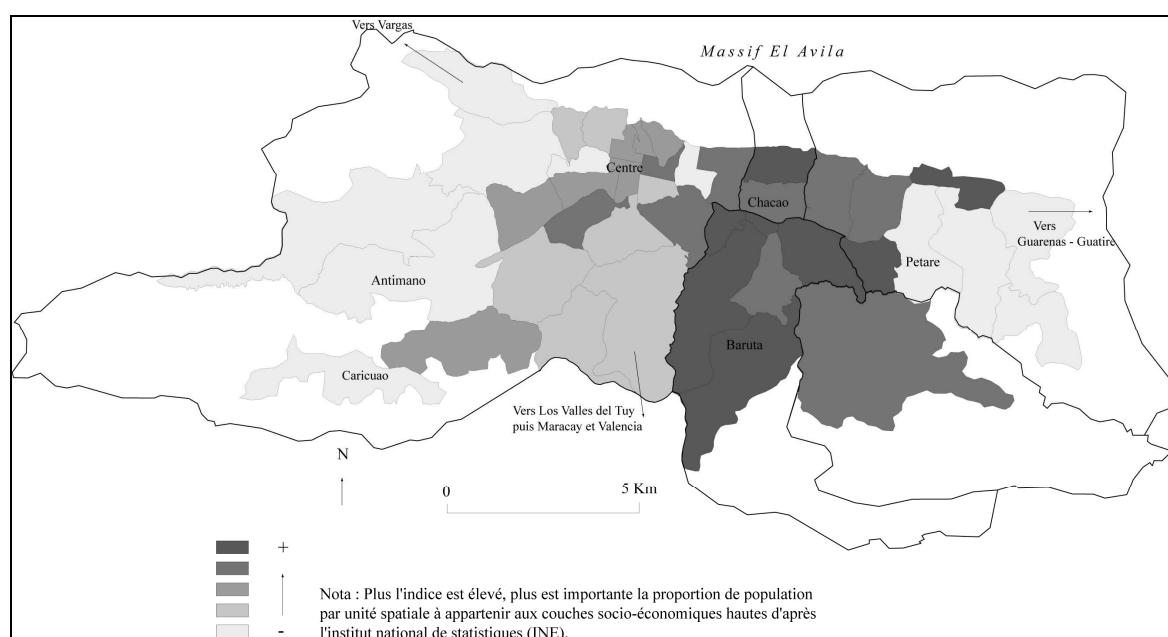 Vers Vargas
Massif El Avila
Centre
Chacao
Vers
Guarenas - Guatire
Petare
Antimano
Baruta
Caricuao
Vers Los Valles del Tuy
puis Maracay et Valencia
N
0
5 Km
+
Nota : Plus l'indice est élevé, plus est importante la proportion de population
par unité spatiale à appartenir aux couches socio-économiques hautes d'après
-
l'institut national de statistiques (INE).